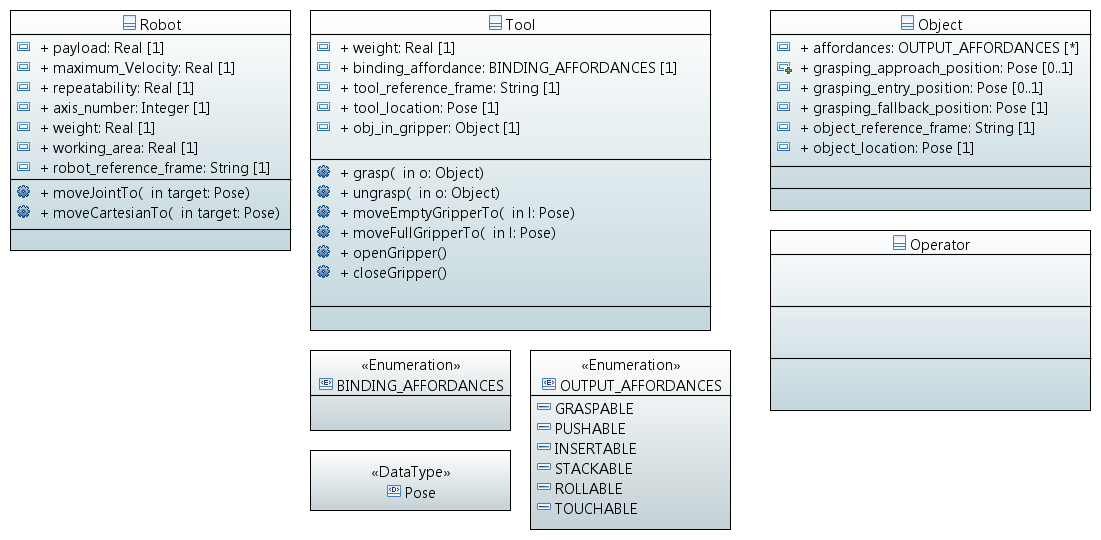 Robot
+ payload: Real [1]
+ maximum_Velocity: Real [1]
+ repeatability: Real [1]
+ axis_number: Integer [1]
+ weight: Real [1]
+ working_area: Real [1]
+ robot_reference_frame: String [1]
+ moveJointTo(  in target: Pose)
+ moveCartesianTo(  in target: Pose)
Tool
+ weight: Real [1]
+ binding_affordance: BINDING_AFFORDANCES [1]
+ tool_reference_frame: String [1]
+ tool_location: Pose [1]
+ obj_in_gripper: Object [1]
+ grasp(  in o: Object)
+ ungrasp(  in o: Object)
+ moveEmptyGripperTo(  in l: Pose)
+ moveFullGripperTo(  in l: Pose)
+ openGripper()
+ closeGripper()
Object
+ affordances: OUTPUT_AFFORDANCES [*]
+ grasping_approach_position: Pose [0..1]
+ grasping_entry_position: Pose [0..1]
+ grasping_fallback_position: Pose [1]
+ object_reference_frame: String [1]
+ object_location: Pose [1]
Operator
«Enumeration»
BINDING_AFFORDANCES
«Enumeration»
OUTPUT_AFFORDANCES
GRASPABLE
PUSHABLE
INSERTABLE
STACKABLE
ROLLABLE
TOUCHABLE
«DataType»
Pose